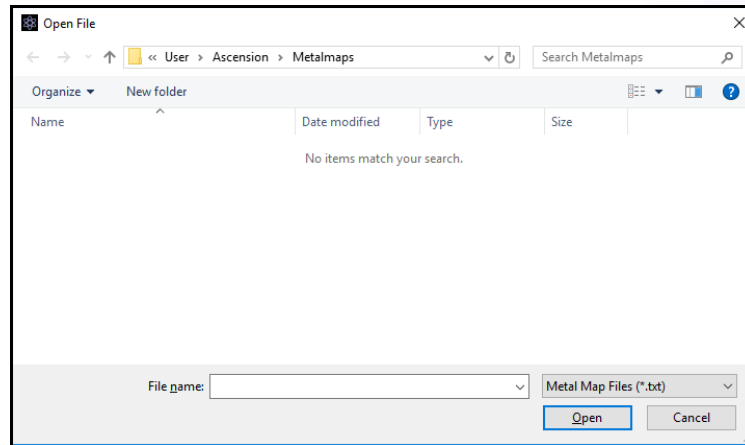 Open File
« User > Ascension > Metalmaps
Search Metalmaps
Organize
New folder
Name
Date modified
Type
Size
No items match your search.
File name:
Metal Map Files (*.txt)
Open
Cancel